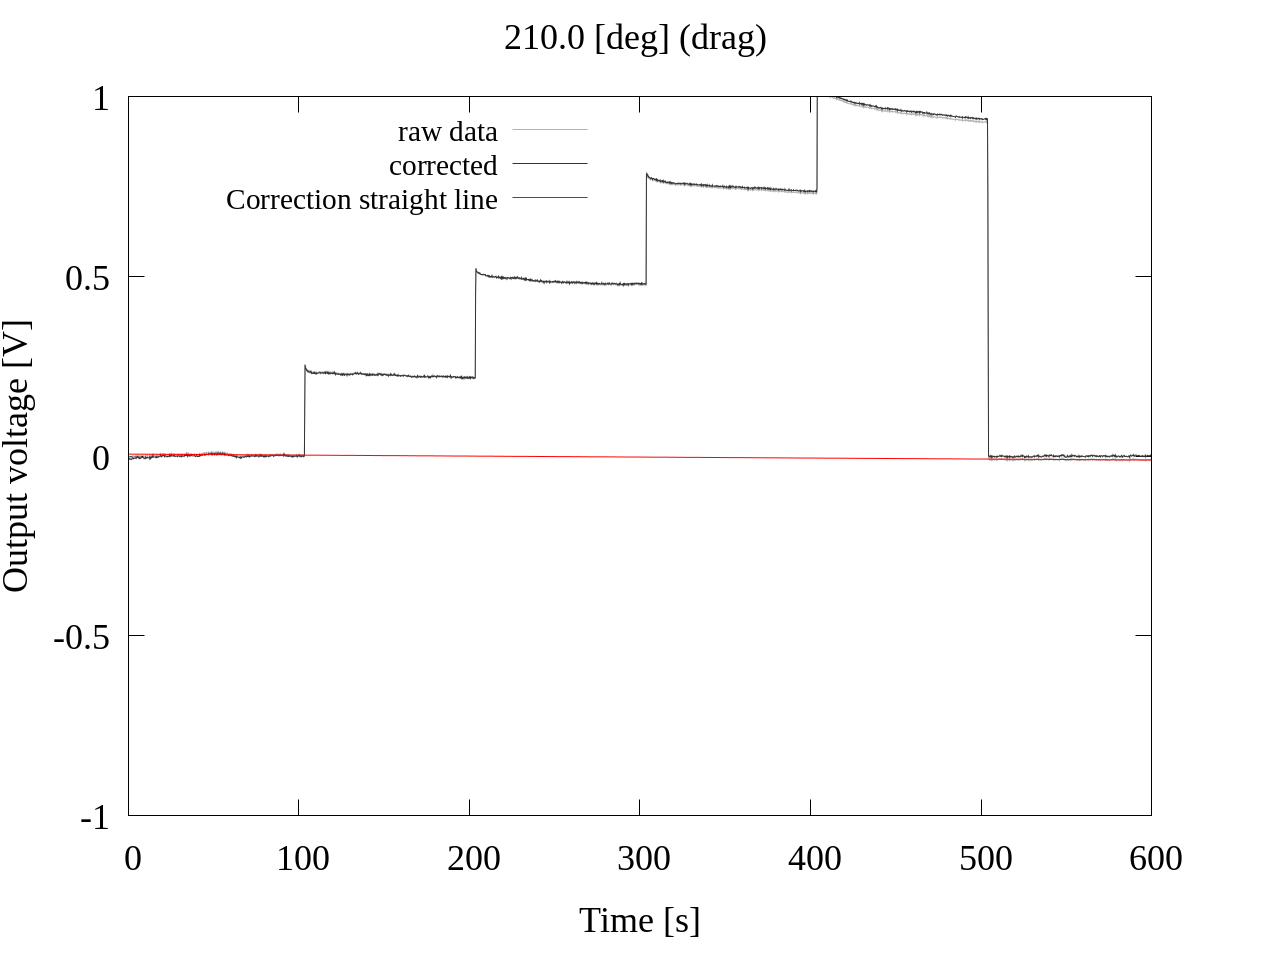 210.0 [deg] (drag)
1
raw data
corrected
Correction straight line
0.5
0
-0.5
-1
Output voltage [V]
0 100 200 300 400 500 600
Time [s]